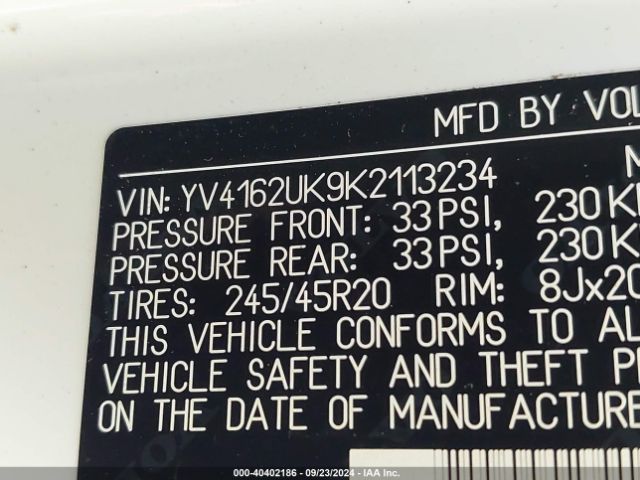 MFD BY VOL
VIN: YV4162UK9K2113234
PRESSURE FRONT: 33 PSI, 230 K
PRESSURE REAR: 33 PSI, 230 K
TIRES: 245/45R20 RIM: 8Jx20
THIS VEHICLE CONFORMS TO AL
VEHICLE SAFETY AND THEFT P
ON THE DATE OF MANUFACTURE
000-40402186 - 09/23/2024 - IAA Inc.